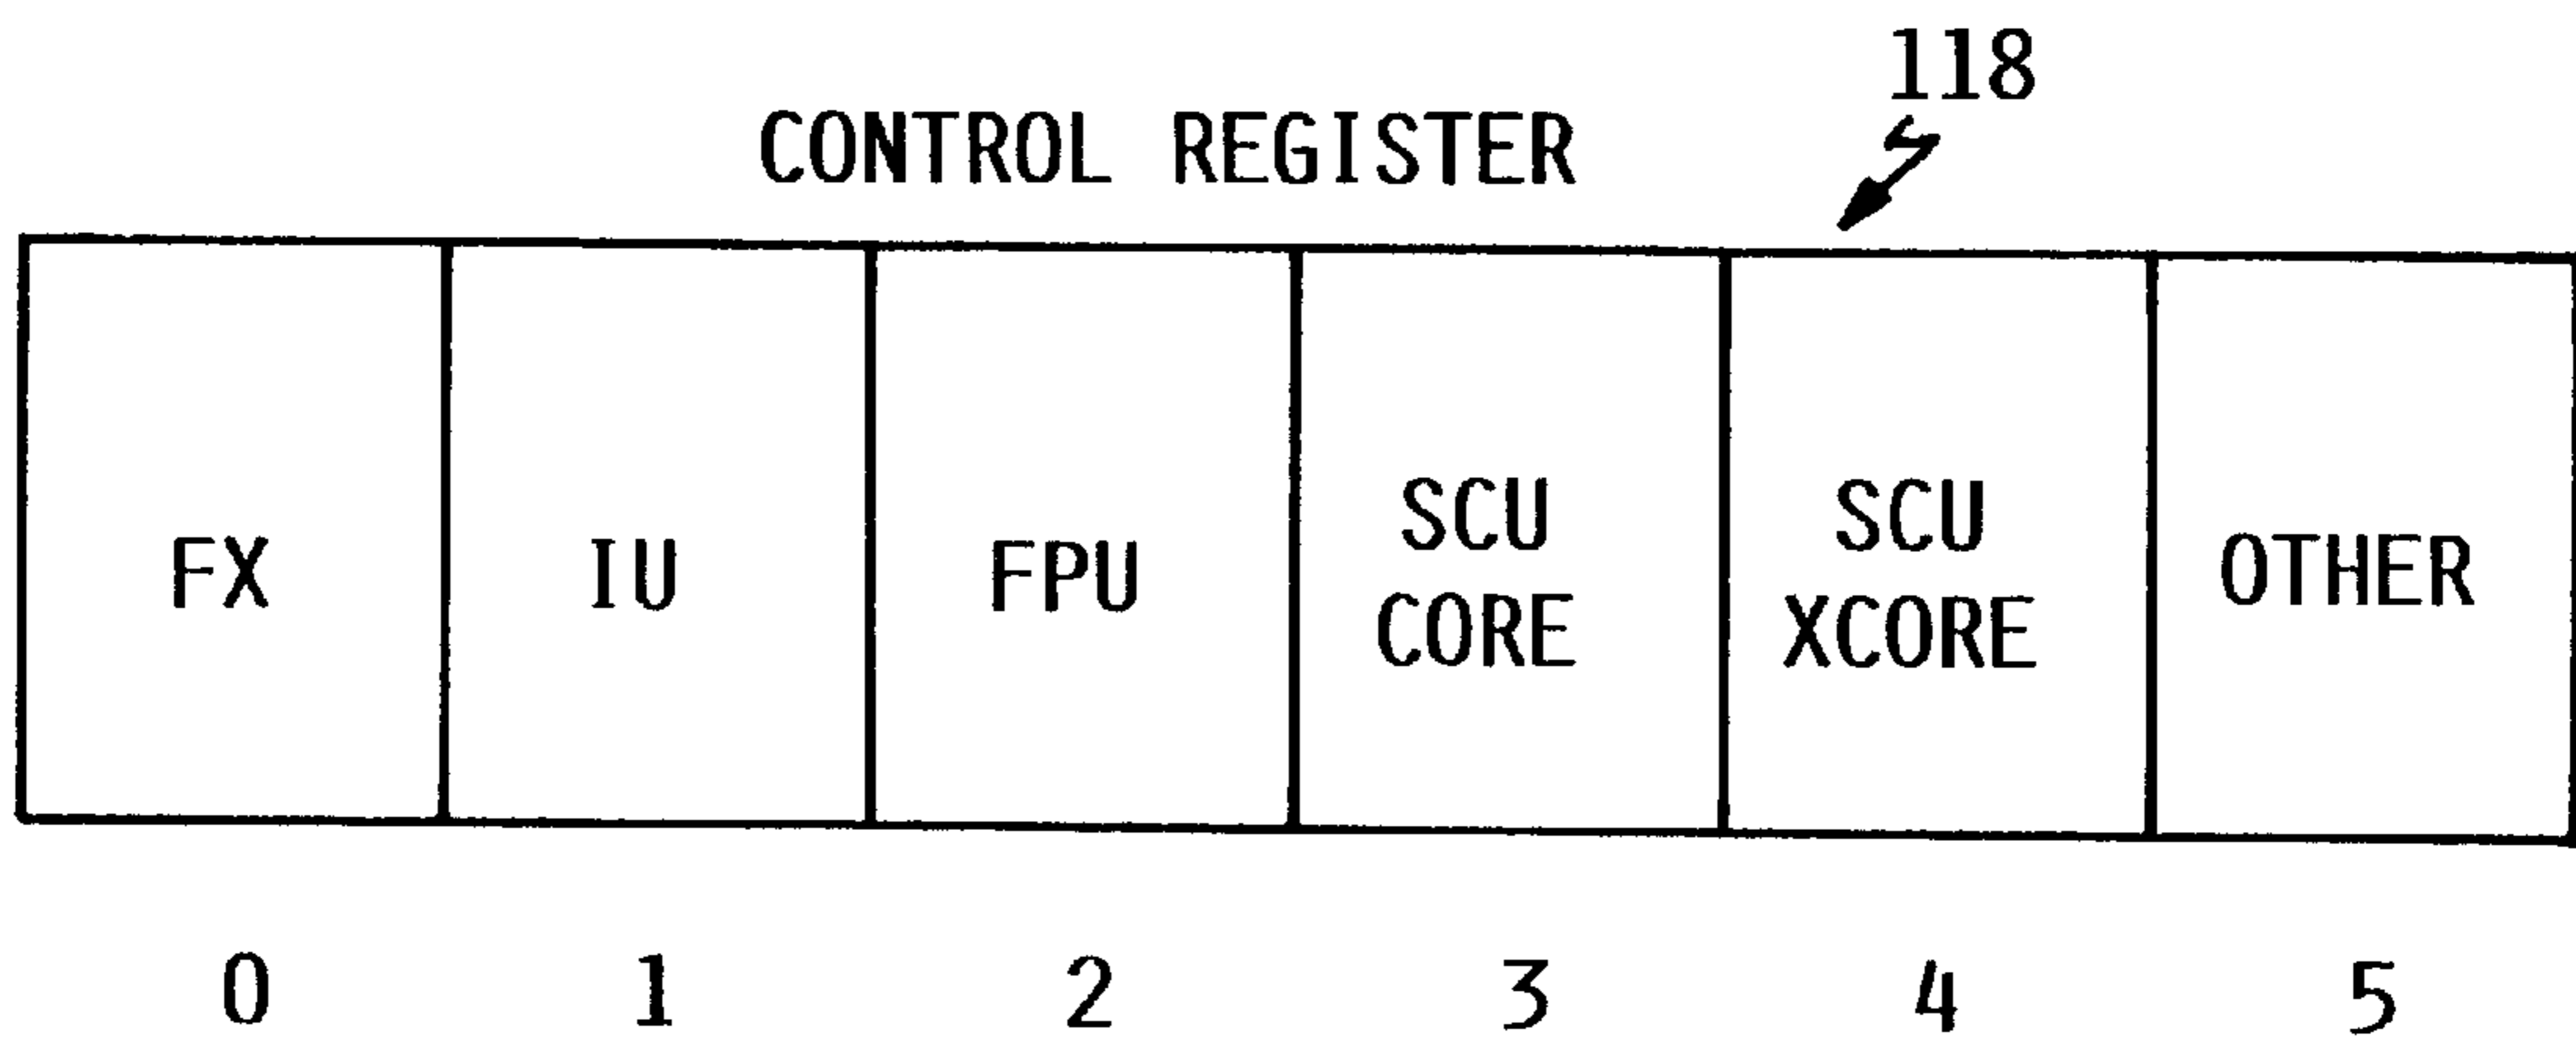 118
CONTROL REGISTER
FX
IU
FPU
SCU
CORE
SCU
XCORE
OTHER
0 1 2 3 4 5